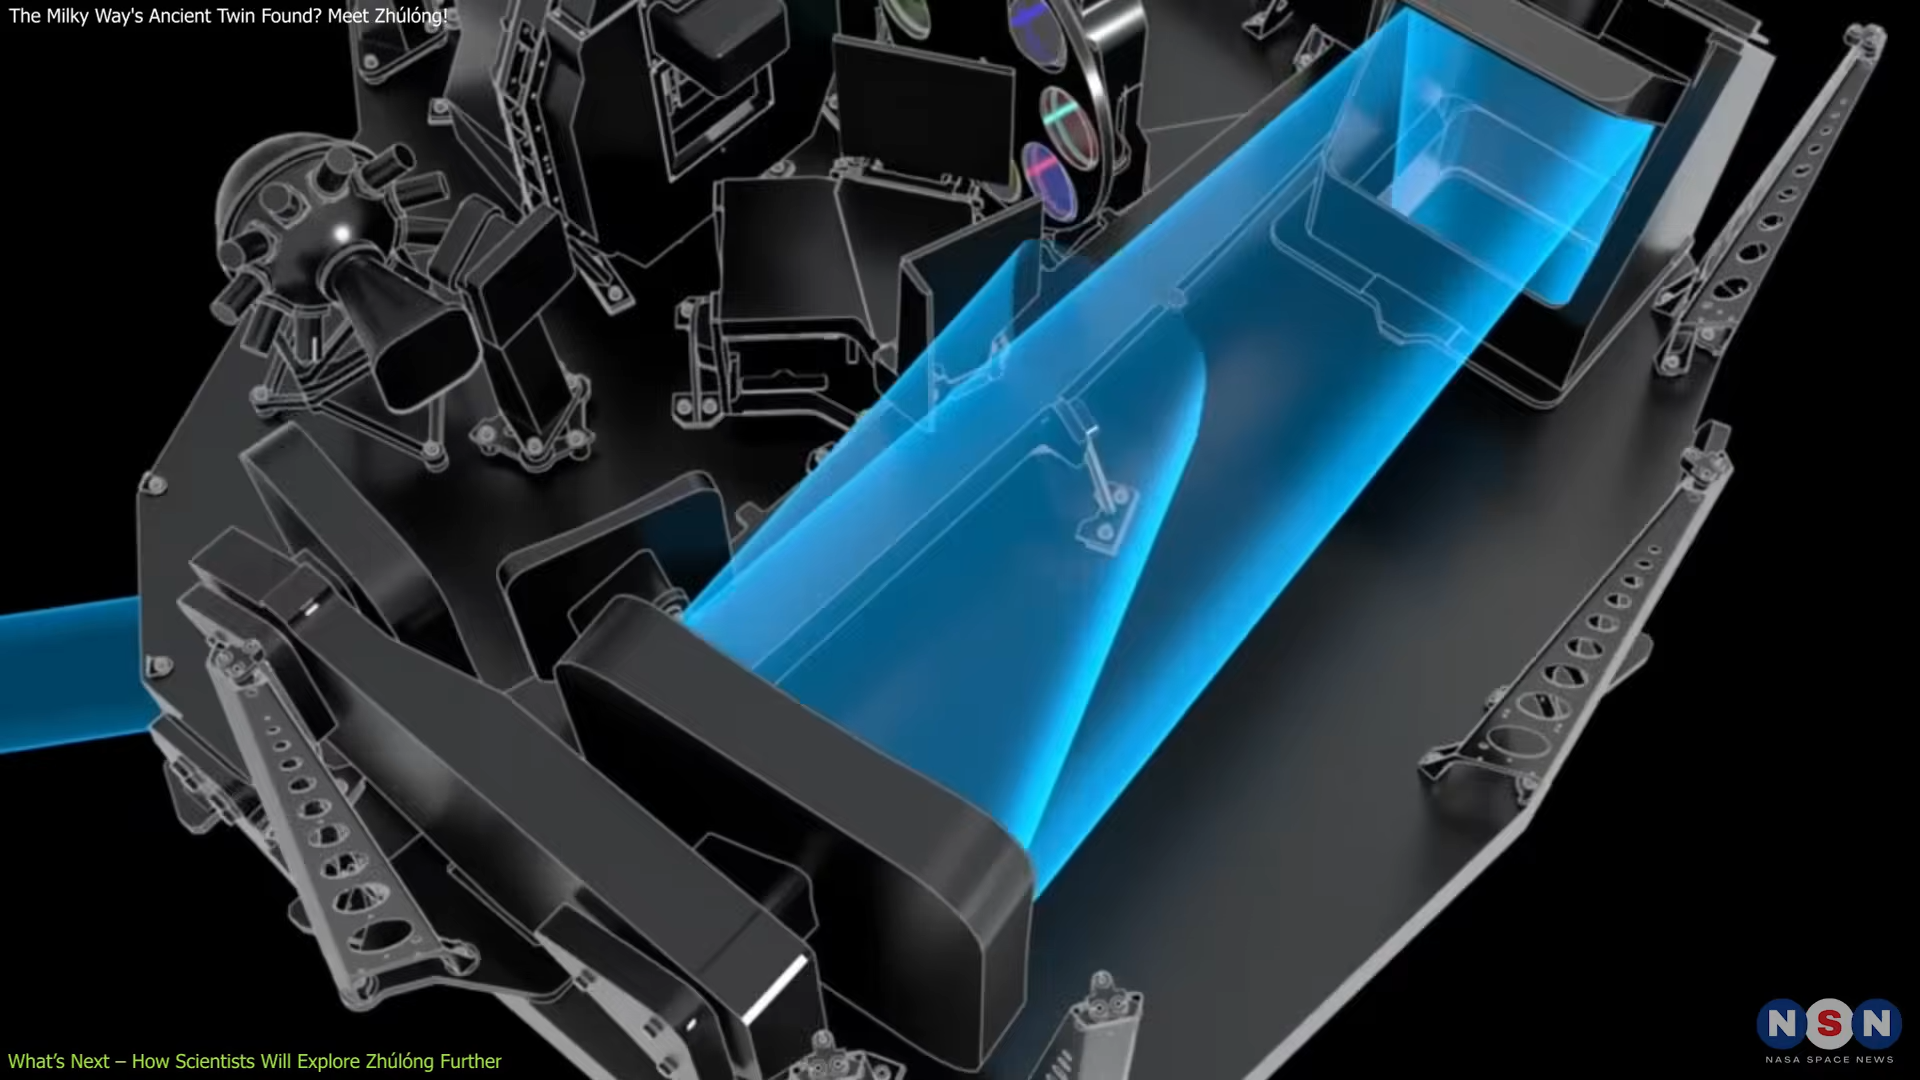 The Milky Way's Ancient Twin Found? Meet Zhúlóng!
What's Next – How Scientists Will Explore Zhúlóng Further
NSN
NASA SPACE NEWS